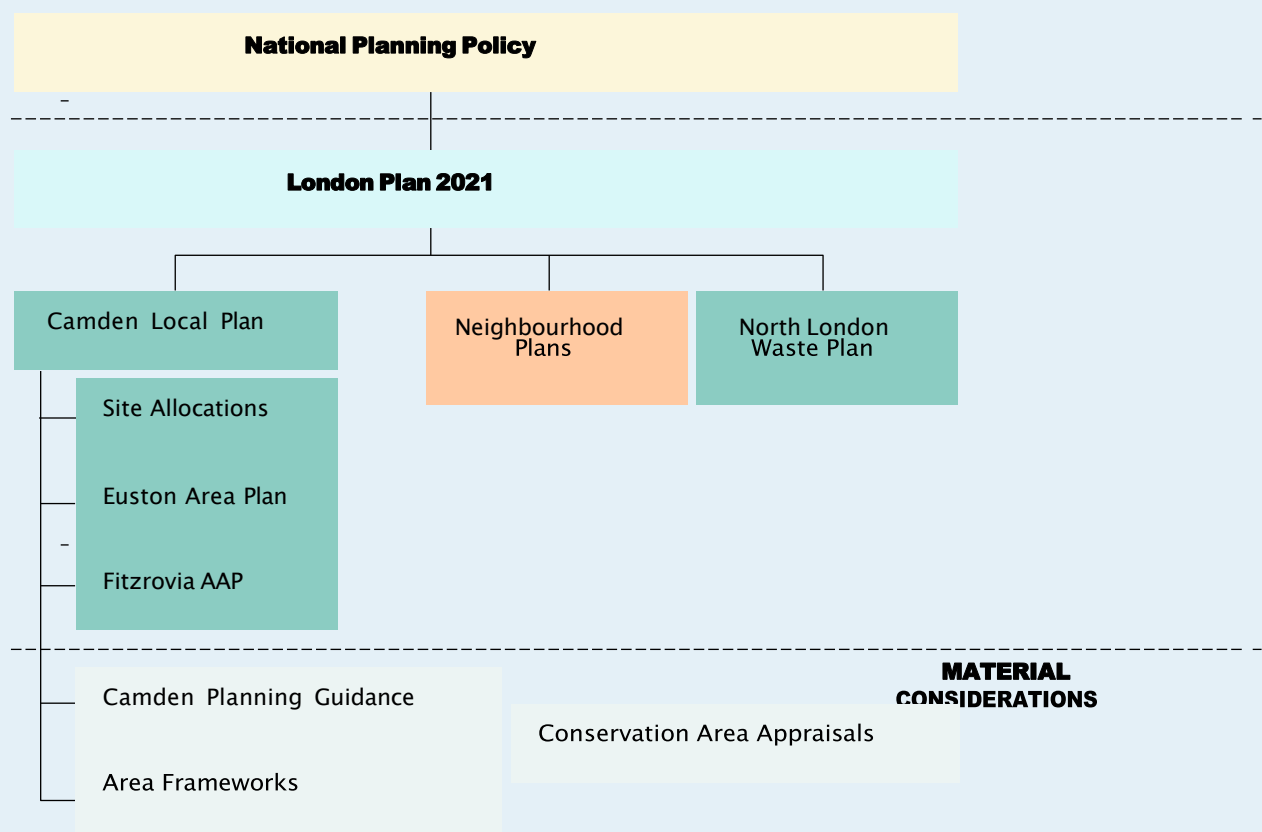 National Planning Policy
London Plan 2021
Camden Local Plan
Neighbourhood
Plans
North London
Waste Plan
Site Allocations
Euston Area Plan
Fitzrovia AAP
MATERIAL
CONSIDERATIONS
Camden Planning Guidance
Conservation Area Appraisals
Area Frameworks